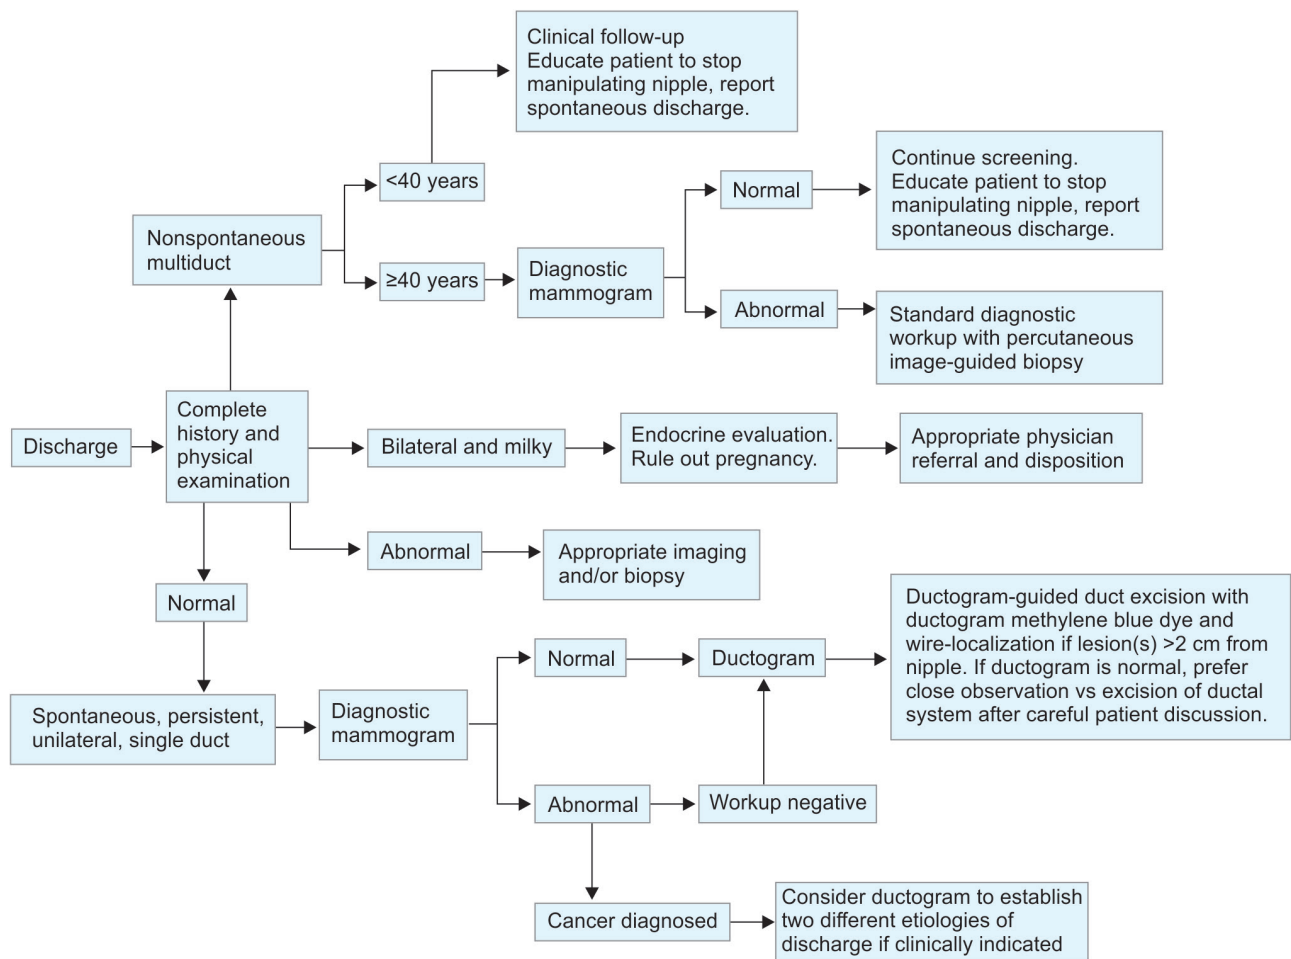 Clinical follow-up
Educate patient to stop
manipulating nipple, report
spontaneous discharge.
<40 years
Normal
Continue screening.
Educate patient to stop
manipulating nipple, report
spontaneous discharge.
Nonspontaneous
multiduct
≥40 years
Diagnostic
mammogram
Abnormal
Standard diagnostic
workup with percutaneous
image-guided biopsy
Discharge
Complete
history and
physical
examination
Bilateral and milky
Endocrine evaluation.
Rule out pregnancy.
Appropriate physician
referral and disposition
Abnormal
Appropriate imaging
and/or biopsy
Normal
Spontaneous, persistent,
unilateral, single duct
Diagnostic
mammogram
Normal
Ductogram
Ductogram-guided duct excision with
ductogram methylene blue dye and
wire-localization if lesion(s) >2 cm from
nipple. If ductogram is normal, prefer
close observation vs excision of ductal
system after careful patient discussion.
Abnormal
Workup negative
Cancer diagnosed
Consider ductogram to establish
two different etiologies of
discharge if clinically indicated